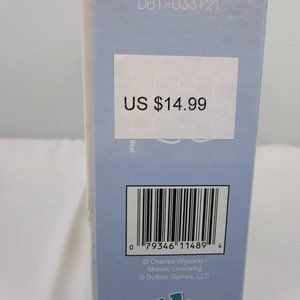 DBT-033121
US $14.99
0 79346 11489 4
© Charles Wysocki
Mosaic Licensing
© Buffalo Games, LLC